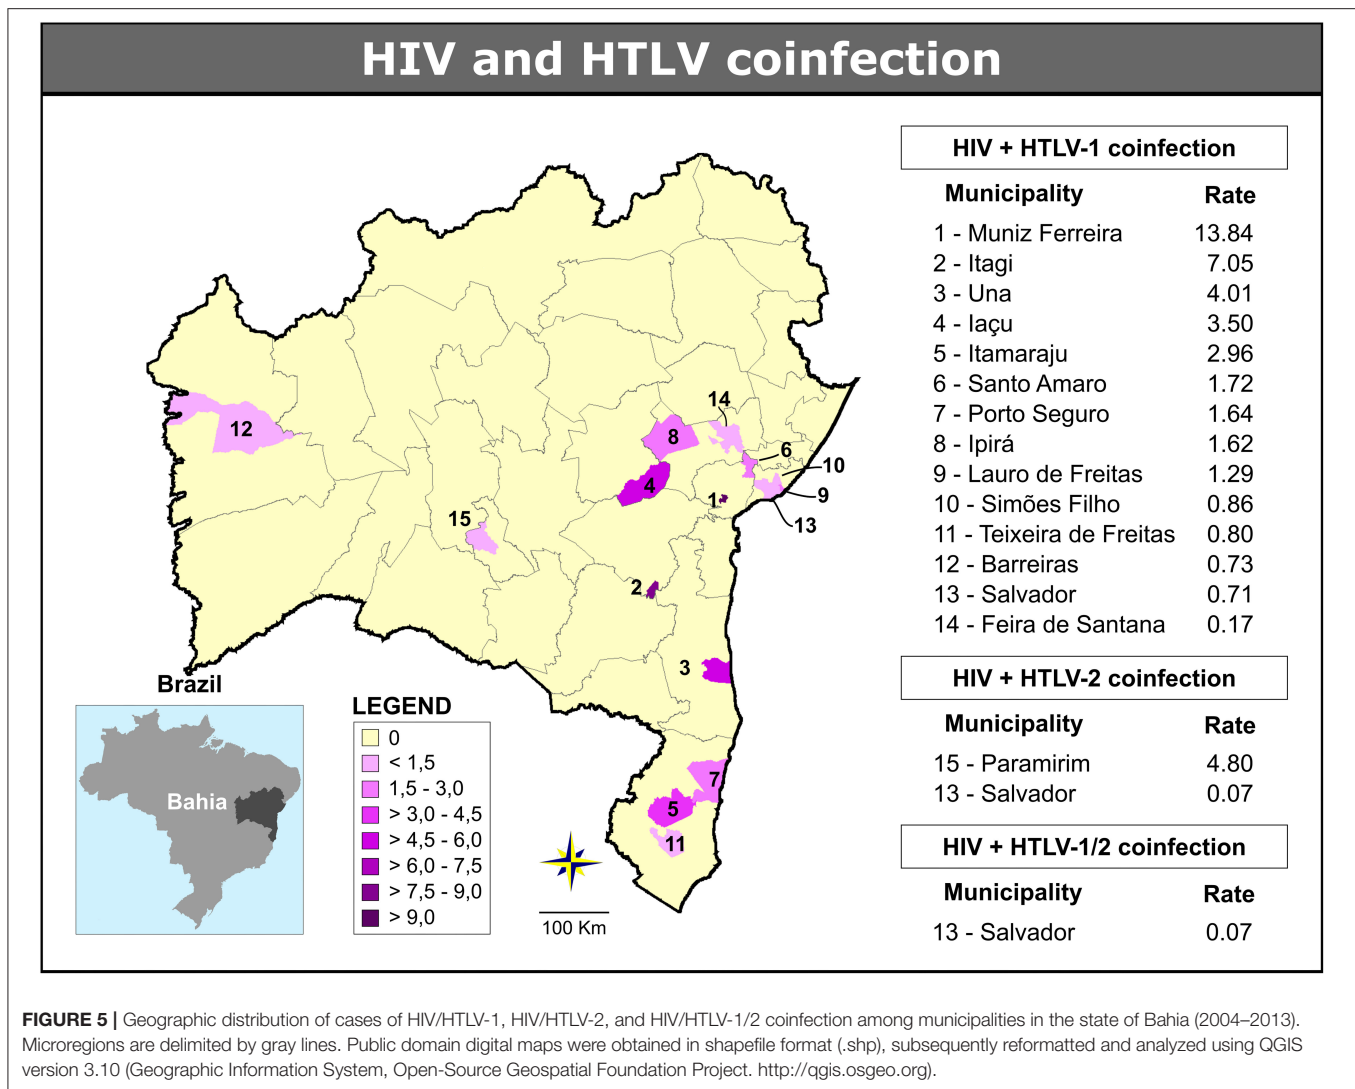 HIV and HTLV coinfection
HIV + HTLV-1 coinfection
Municipality Rate
1 - Muniz Ferreira 13.84
2 - Itagi 7.05
3 - Una 4.01
4 - Iaçu 3.50
5 - Itamaraju 2.96
6 - Santo Amaro 1.72
7 - Porto Seguro 1.64
8 - Ipirá 1.62
9 - Lauro de Freitas 1.29
10 - Simões Filho 0.86
11 - Teixeira de Freitas 0.80
12 - Barreiras 0.73
13 - Salvador 0.71
14 - Feira de Santana 0.17
HIV + HTLV-2 coinfection
Municipality Rate
15 - Paramirim 4.80
13 - Salvador 0.07
HIV + HTLV-1/2 coinfection
Municipality Rate
13 - Salvador 0.07
14
12
8
6
10
4
1
9
15
13
2
3
7
5
11
Brazil
Bahia
LEGEND
0
< 1,5
1,5 - 3,0
> 3,0 - 4,5
> 4,5 - 6,0
> 6,0 - 7,5
> 7,5 - 9,0
> 9,0
100 Km
FIGURE 5 | Geographic distribution of cases of HIV/HTLV-1, HIV/HTLV-2, and HIV/HTLV-1/2 coinfection among municipalities in the state of Bahia (2004–2013).
Microregions are delimited by gray lines. Public domain digital maps were obtained in shapefile format (.shp), subsequently reformatted and analyzed using QGIS
version 3.10 (Geographic Information System, Open-Source Geospatial Foundation Project. http://qgis.osgeo.org).